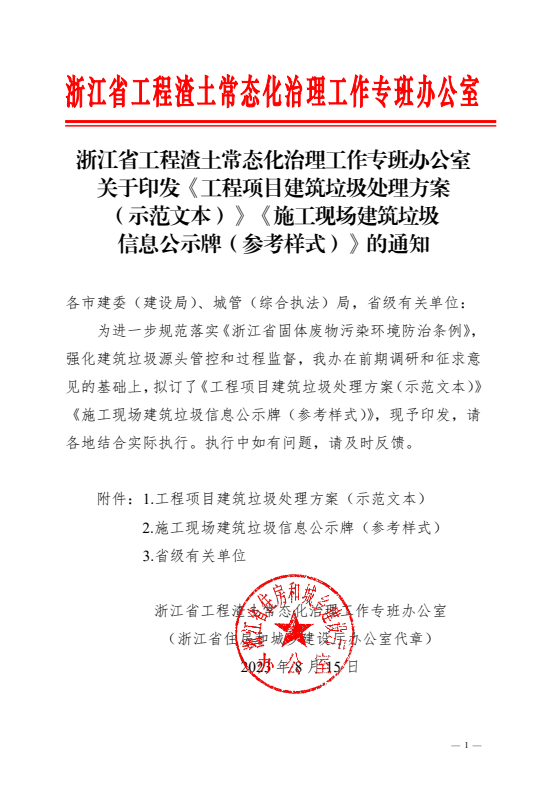 浙江省工程渣土常态化治理工作专班办公室
浙江省工程渣土常态化治理工作专班办公室
关于印发《工程项目建筑垃圾处理方案
（示范文本）》《施工现场建筑垃圾
信息公示牌（参考样式）》的通知
各市建委（建设局）、城管（综合执法）局，省级有关单位：
为进一步规范落实《浙江省固体废物污染环境防治条例》，
强化建筑垃圾源头管控和过程监督，我办在前期调研和征求意
见的基础上，拟订了《工程项目建筑垃圾处理方案（示范文本）》
《施工现场建筑垃圾信息公示牌（参考样式）》，现予印发，请
各地结合实际执行。执行中如有问题，请及时反馈。
附件：1.工程项目建筑垃圾处理方案（示范文本）
2.施工现场建筑垃圾信息公示牌（参考样式）
3.省级有关单位
浙江省工程渣土常态化治理工作专班办公室
（浙江省住房和城乡建设厅办公室代章）
2023 年 8 月 15 日
浙江省住房和城乡建设厅
办公室
— 1 —